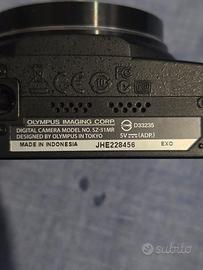 OLYMPUS IMAGING CORP.
DIGITAL CAMERA MODEL NO. SZ-31MR
DESIGNED BY OLYMPUS IN TOKYO
D33235
5V⎓(ADP.)
MADE IN INDONESIA
JHE228456
EXO
subito